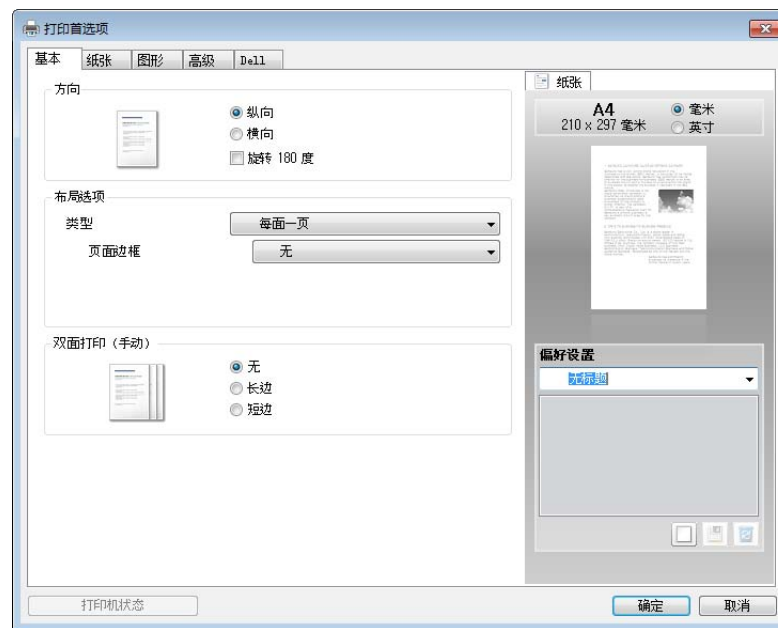 打印首选项
基本 纸张 图形 高级 Dell
方向
纵向
横向
旋转 180 度
布局选项
类型 每面一页
页面边框 无
双面打印（手动）
无
长边
短边
纸张
A4
210 x 297 毫米
毫米
英寸
偏好设置
无标题
打印机状态 确定 取消